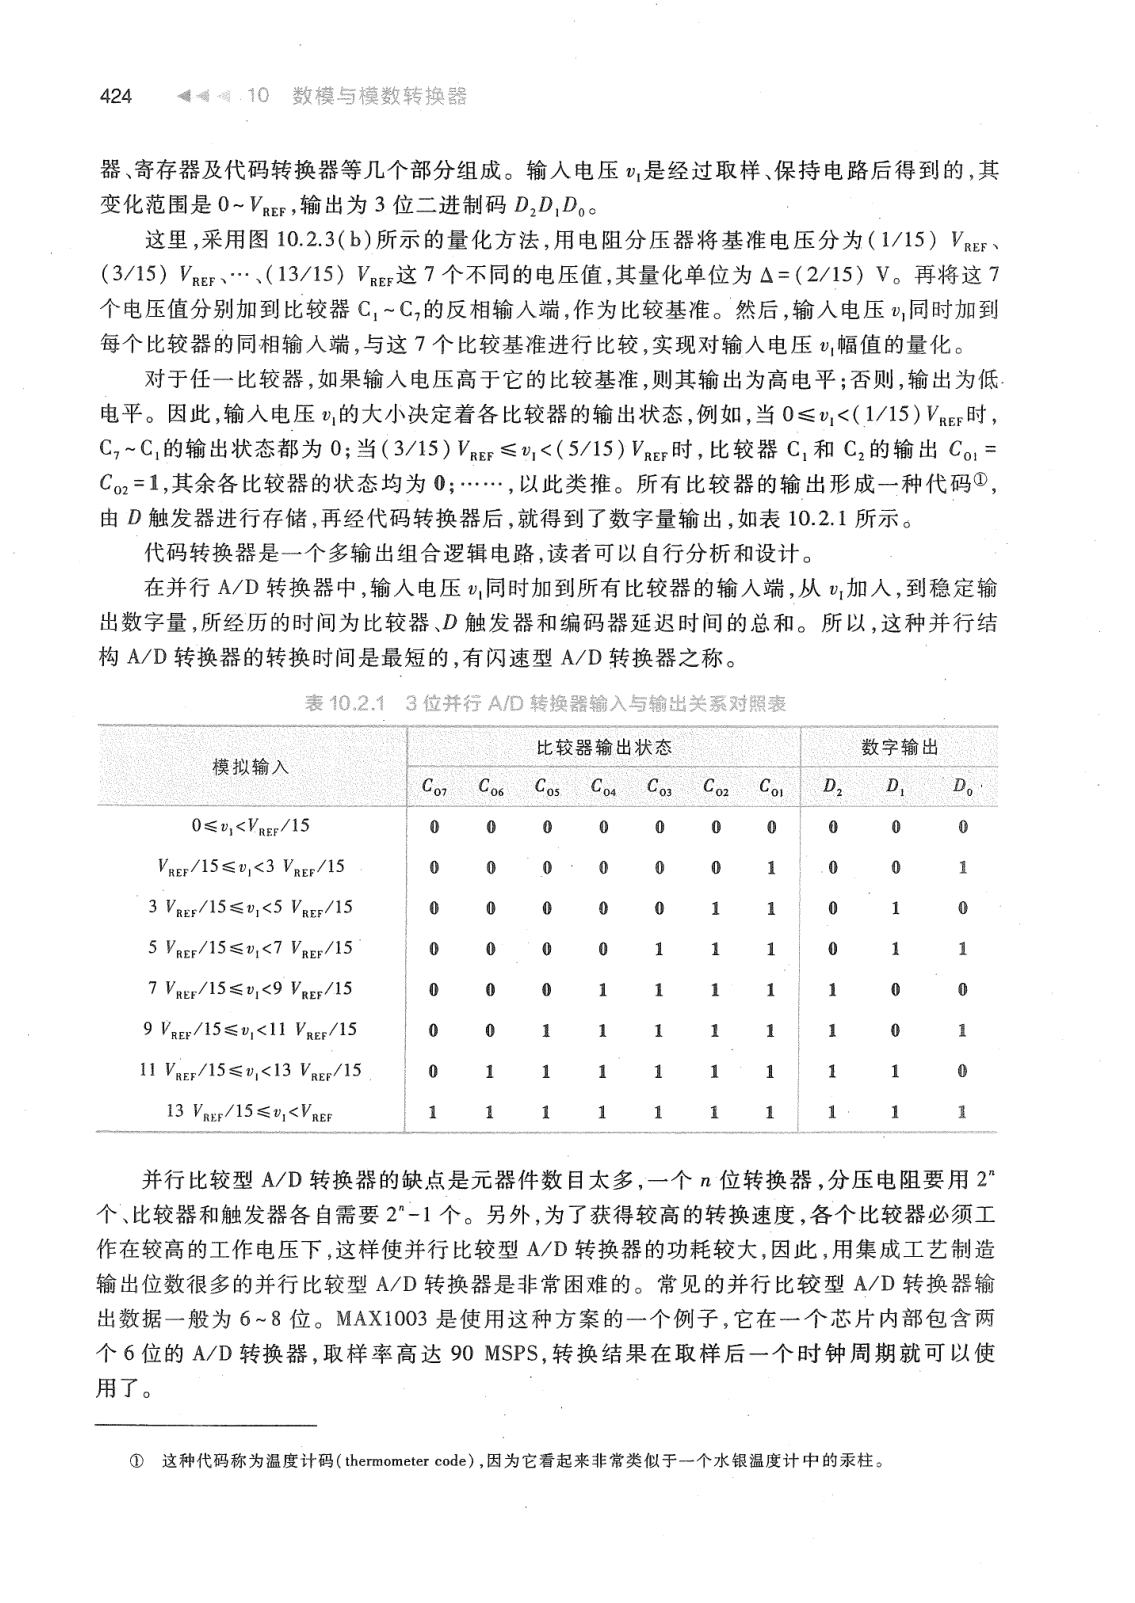 424 10 数模与模数转换器
器、寄存器及代码转换器等几个部分组成。输入电压 v₁是经过取样、保持电路后得到的,其
变化范围是 0~V_REF,输出为 3 位二进制码 D₂D₁D₀。
这里,采用图 10.2.3(b)所示的量化方法,用电阻分压器将基准电压分为(1/15) V_REF、
(3/15) V_REF、…、(13/15) V_REF这 7 个不同的电压值,其量化单位为 Δ=(2/15) V。再将这 7
个电压值分别加到比较器 C₁~C₇的反相输入端,作为比较基准。然后,输入电压 v₁同时加到
每个比较器的同相输入端,与这 7 个比较基准进行比较,实现对输入电压 v₁幅值的量化。
对于任一比较器,如果输入电压高于它的比较基准,则其输出为高电平;否则,输出为低
电平。因此,输入电压 v₁的大小决定着各比较器的输出状态,例如,当 0≤v₁<(1/15)V_REF时,
C₇~C₁的输出状态都为 0;当(3/15)V_REF≤v₁<(5/15)V_REF时,比较器 C₁和 C₂的输出 C_O1=
C_O2=1,其余各比较器的状态均为 0;……,以此类推。所有比较器的输出形成一种代码①,
由 D 触发器进行存储,再经代码转换器后,就得到了数字量输出,如表 10.2.1 所示。
代码转换器是一个多输出组合逻辑电路,读者可以自行分析和设计。
在并行 A/D 转换器中,输入电压 v₁同时加到所有比较器的输入端,从 v₁加入,到稳定输
出数字量,所经历的时间为比较器、D 触发器和编码器延迟时间的总和。所以,这种并行结
构 A/D 转换器的转换时间是最短的,有闪速型 A/D 转换器之称。
表 10.2.1 3 位并行 A/D 转换器输入与输出关系对照表
模拟输入 比较器输出状态 数字输出
C_O7 C_O6 C_O5 C_O4 C_O3 C_O2 C_O1 D₂ D₁ D₀
0≤v₁<V_REF/15 0 0 0 0 0 0 0 0 0 0
V_REF/15≤v₁<3 V_REF/15 0 0 0 0 0 0 1 0 0 1
3 V_REF/15≤v₁<5 V_REF/15 0 0 0 0 0 1 1 0 1 0
5 V_REF/15≤v₁<7 V_REF/15 0 0 0 0 1 1 1 0 1 1
7 V_REF/15≤v₁<9 V_REF/15 0 0 0 1 1 1 1 1 0 0
9 V_REF/15≤v₁<11 V_REF/15 0 0 1 1 1 1 1 1 0 1
11 V_REF/15≤v₁<13 V_REF/15 0 1 1 1 1 1 1 1 1 0
13 V_REF/15≤v₁<V_REF 1 1 1 1 1 1 1 1 1 1
并行比较型 A/D 转换器的缺点是元器件数目太多,一个 n 位转换器,分压电阻要用 2ⁿ
个、比较器和触发器各自需要 2ⁿ-1 个。另外,为了获得较高的转换速度,各个比较器必须工
作在较高的工作电压下,这样使并行比较型 A/D 转换器的功耗较大,因此,用集成工艺制造
输出位数很多的并行比较型 A/D 转换器是非常困难的。常见的并行比较型 A/D 转换器输
出数据一般为 6~8 位。MAX1003 是使用这种方案的一个例子,它在一个芯片内部包含两
个 6 位的 A/D 转换器,取样率高达 90 MSPS,转换结果在取样后一个时钟周期就可以使
用了。
① 这种代码称为温度计码(thermometer code),因为它看起来非常类似于一个水银温度计中的汞柱。